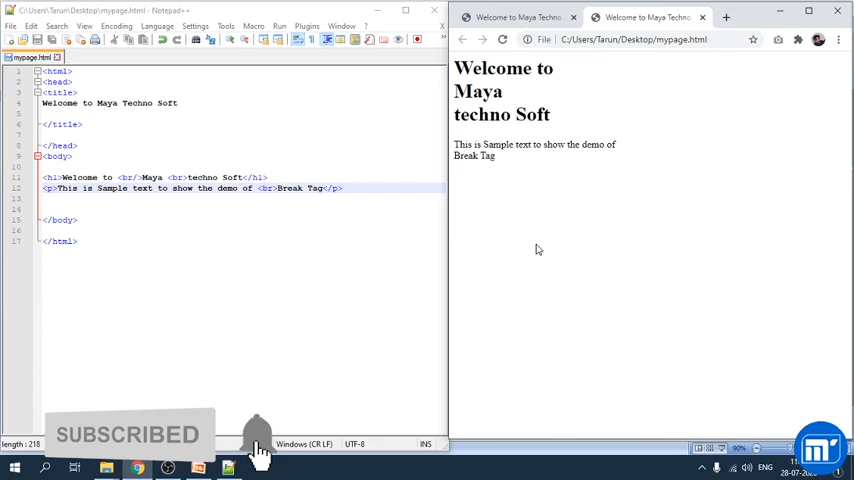 C:\Users\Tarun\Desktop\mypage.html - Notepad++
File Edit Search View Encoding Language Settings Tools Macro Run Plugins Window ?
mypage.html
1 <html>
2 <head>
3 <title>
4 Welcome to Maya Techno Soft
5
6 </title>
7
8 </head>
9 <body>
10
11 <h1>Welcome to <br/>Maya <br>techno Soft</h1>
12 <p>This is Sample text to show the demo of <br>Break Tag</p>
13
14
15 </body>
16
17 </html>
length : 218
Windows (CR LF)
UTF-8
INS
Welcome to Maya Techno
Welcome to Maya Techno
File C:/Users/Tarun/Desktop/mypage.html
Welcome to
Maya
techno Soft
This is Sample text to show the demo of
Break Tag
SUBSCRIBED
90%
ENG
28-07-20